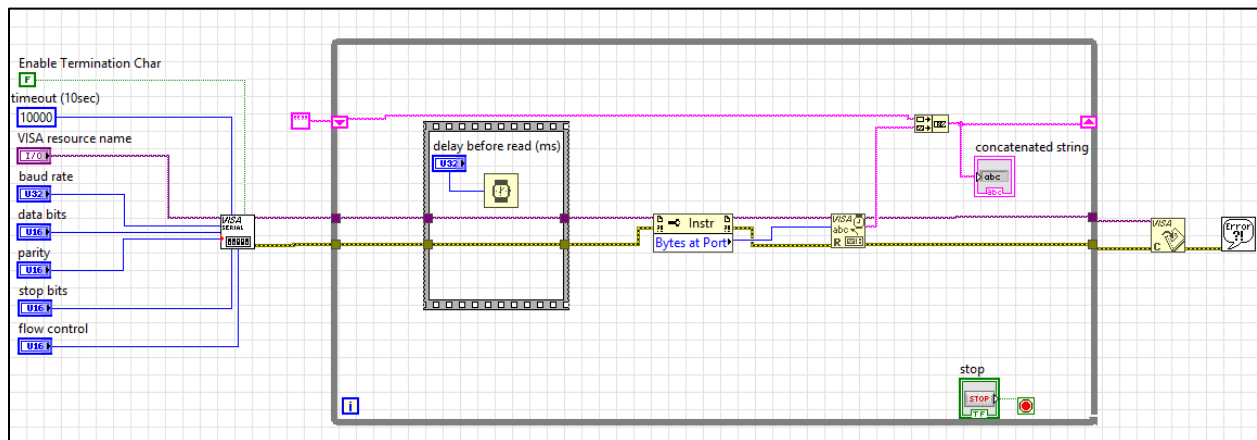 Enable Termination Char
F
timeout (10sec)
10000
VISA resource name
I/O
baud rate
U32
data bits
U16
parity
U16
stop bits
U16
flow control
U16
VISA
SERIAL
""
delay before read (ms)
U32
Instr
Bytes at Port
VISA
abc
R
concatenated string
abc
abc
VISA
C
Error
?!
stop
STOP
TF
i